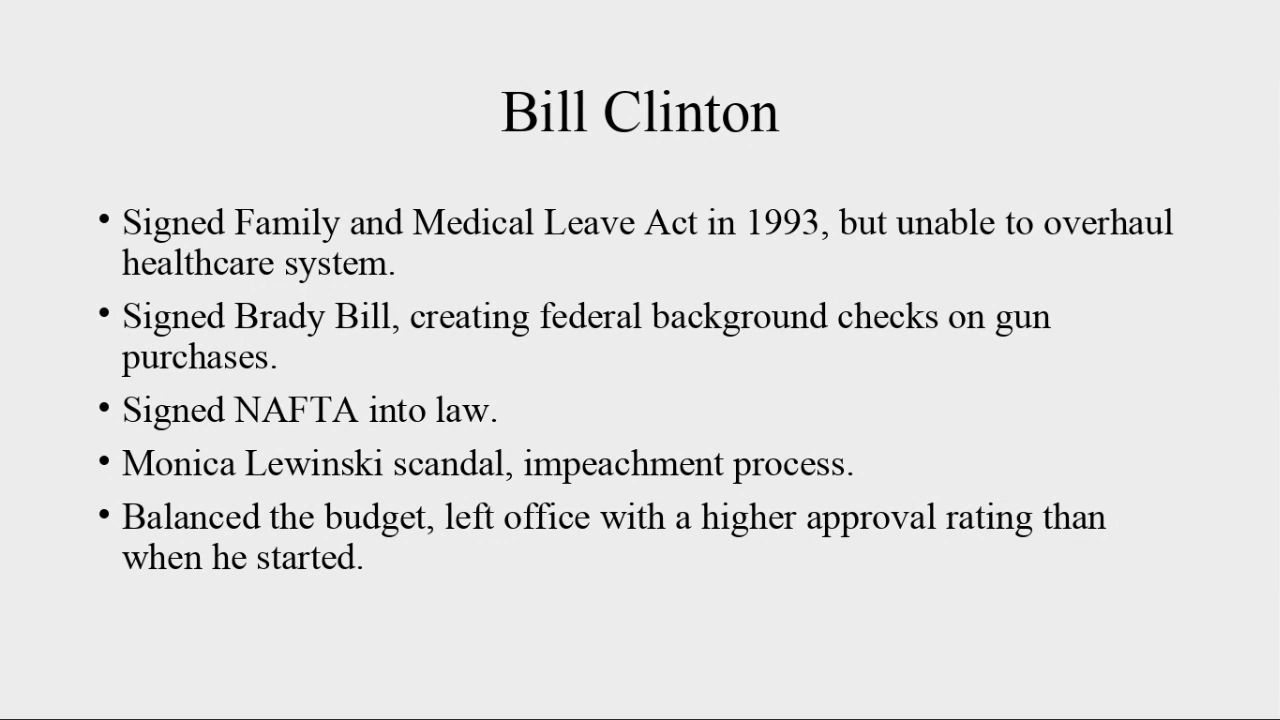 Bill Clinton
• Signed Family and Medical Leave Act in 1993, but unable to overhaul
healthcare system.
• Signed Brady Bill, creating federal background checks on gun
purchases.
• Signed NAFTA into law.
• Monica Lewinski scandal, impeachment process.
• Balanced the budget, left office with a higher approval rating than
when he started.